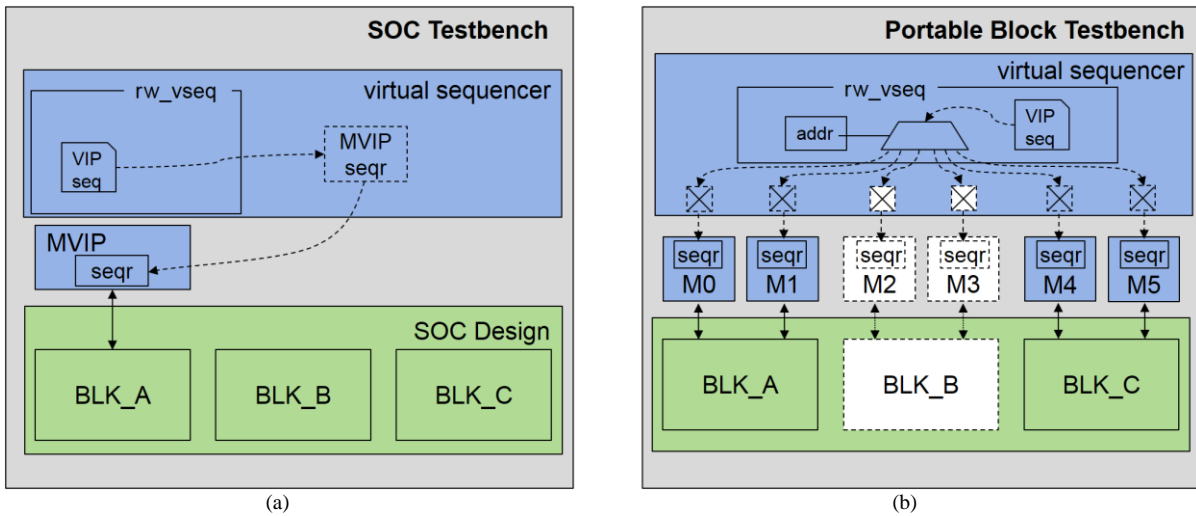 SOC Testbench
virtual sequencer
rw_vseq
VIP
seq
MVIP
seqr
MVIP
seqr
SOC Design
BLK_A
BLK_B
BLK_C
(a)
Portable Block Testbench
virtual sequencer
rw_vseq
addr
VIP
seq
seqr
M0
seqr
M1
seqr
M2
seqr
M3
seqr
M4
seqr
M5
BLK_A
BLK_B
BLK_C
(b)